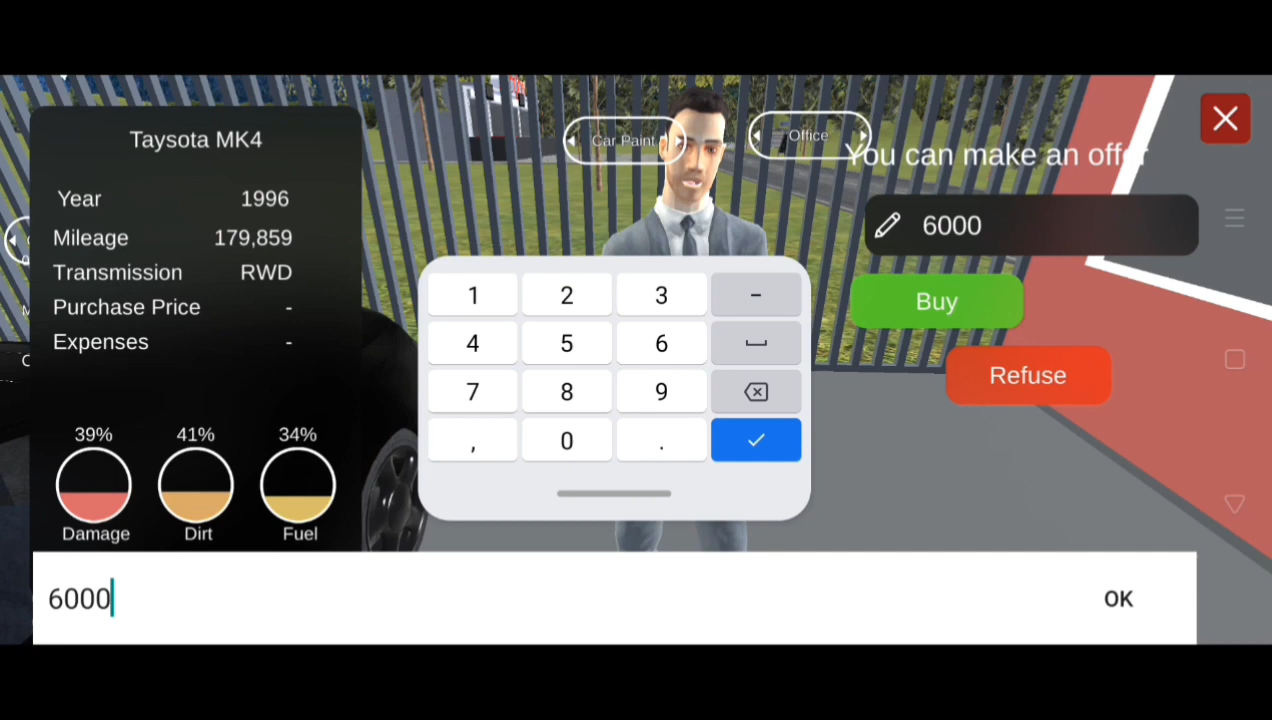 Taysota MK4
Year 1996
Mileage 179,859
Transmission RWD
Purchase Price -
Expenses -
39% 41% 34%
Damage Dirt Fuel
Car Paint
Office
You can make an offer
6000
Buy
Refuse
1 2 3 -
4 5 6
7 8 9
, 0 .
6000
OK